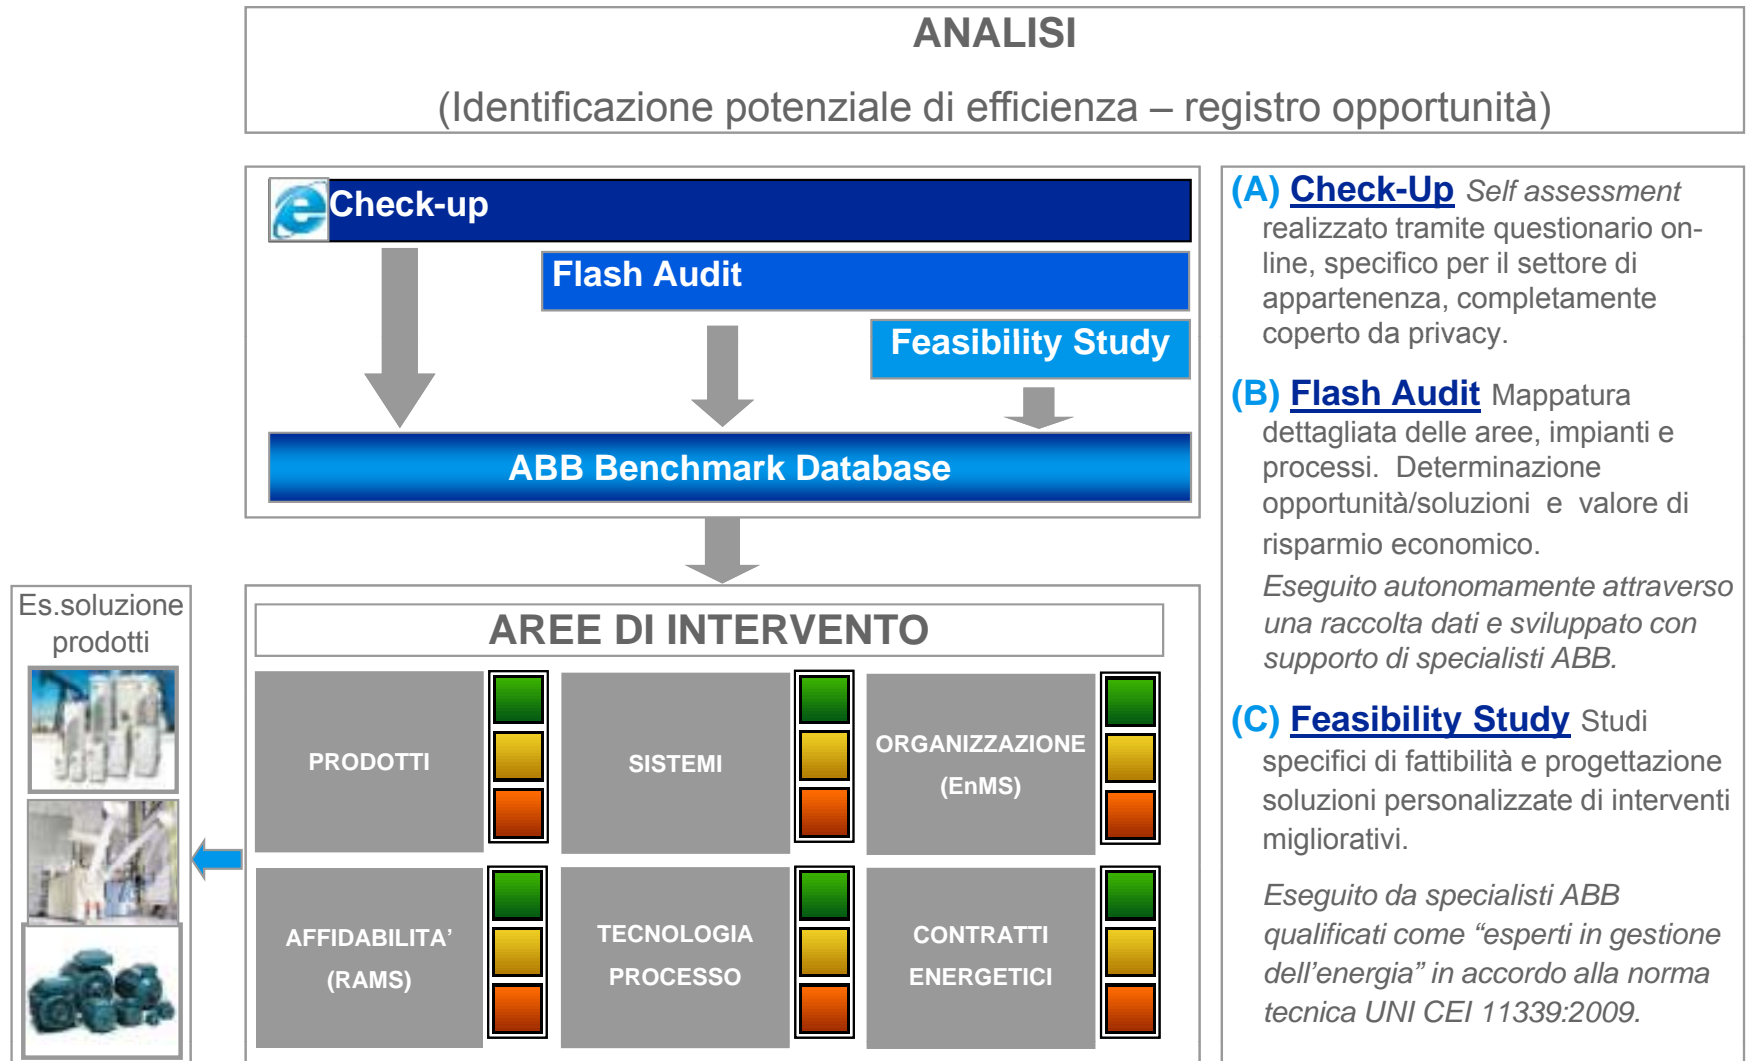 ANALISI
(Identificazione potenziale di efficienza – registro opportunità)
Check-up
Flash Audit
Feasibility Study
ABB Benchmark Database
(A) Check-Up Self assessment
realizzato tramite questionario on-
line, specifico per il settore di
appartenenza, completamente
coperto da privacy.
(B) Flash Audit Mappatura
dettagliata delle aree, impianti e
processi. Determinazione
opportunità/soluzioni e valore di
risparmio economico.
Eseguito autonomamente attraverso
una raccolta dati e sviluppato con
supporto di specialisti ABB.
(C) Feasibility Study Studi
specifici di fattibilità e progettazione
soluzioni personalizzate di interventi
migliorativi.
Eseguito da specialisti ABB
qualificati come “esperti in gestione
dell’energia” in accordo alla norma
tecnica UNI CEI 11339:2009.
Es.soluzione
prodotti
AREE DI INTERVENTO
PRODOTTI
SISTEMI
ORGANIZZAZIONE
(EnMS)
AFFIDABILITA’
(RAMS)
TECNOLOGIA
PROCESSO
CONTRATTI
ENERGETICI